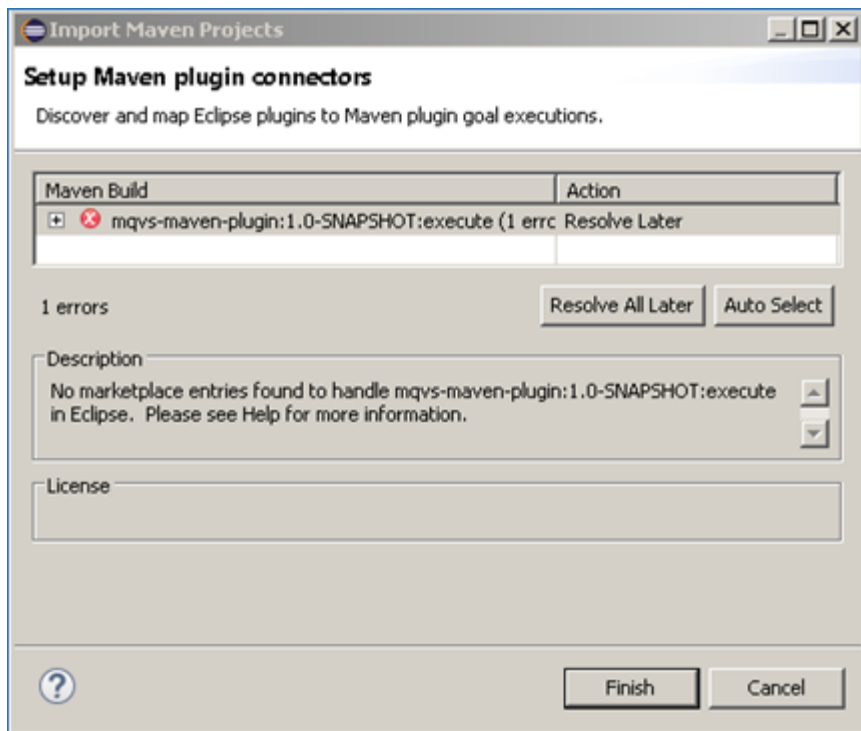 Import Maven Projects
Setup Maven plugin connectors
Discover and map Eclipse plugins to Maven plugin goal executions.
Maven Build Action
mqvs-maven-plugin:1.0-SNAPSHOT:execute (1 errc Resolve Later
1 errors Resolve All Later Auto Select
Description
No marketplace entries found to handle mqvs-maven-plugin:1.0-SNAPSHOT:execute
in Eclipse. Please see Help for more information.
License
? Finish Cancel